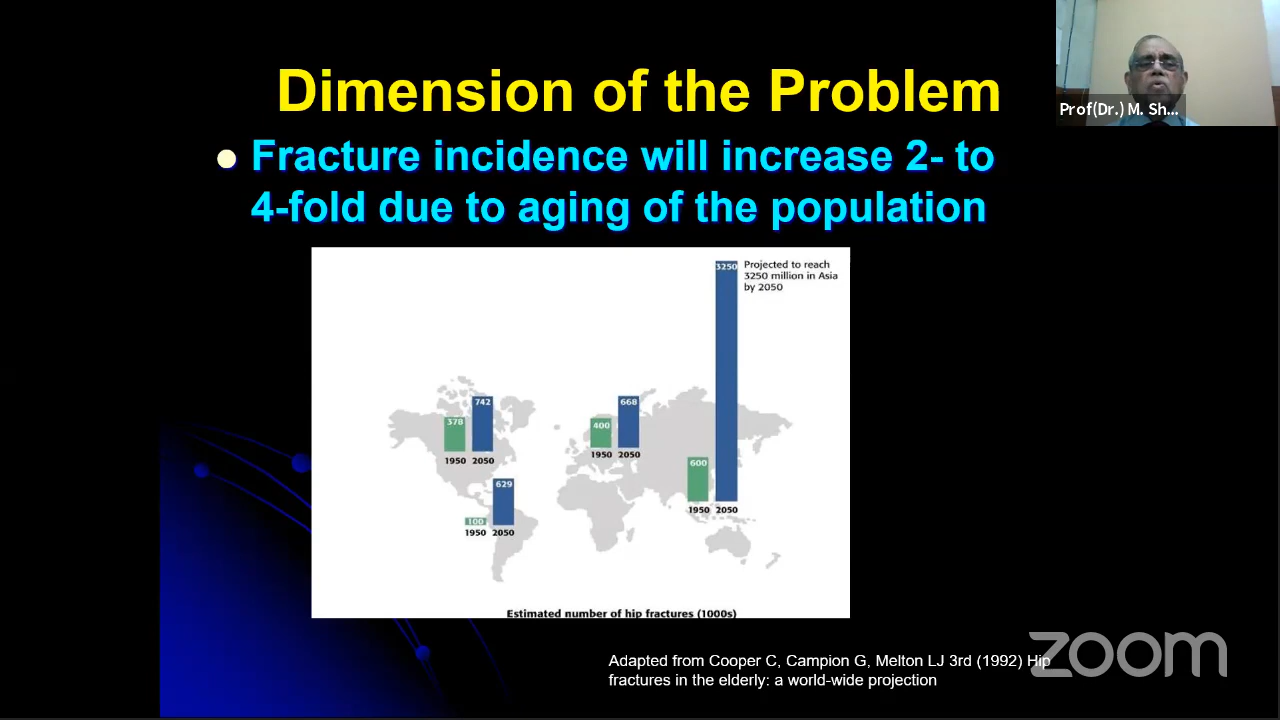 Dimension of the Problem
Prof(Dr.) M. Sh...
Fracture incidence will increase 2- to
4-fold due to aging of the population
3250
Projected to reach
3250 million in Asia
by 2050
378
742
1950 2050
400
668
1950 2050
600
1950 2050
100
629
1950 2050
Estimated number of hip fractures (1000s)
Adapted from Cooper C, Campion G, Melton LJ 3rd (1992) Hip
fractures in the elderly: a world-wide projection
zoom